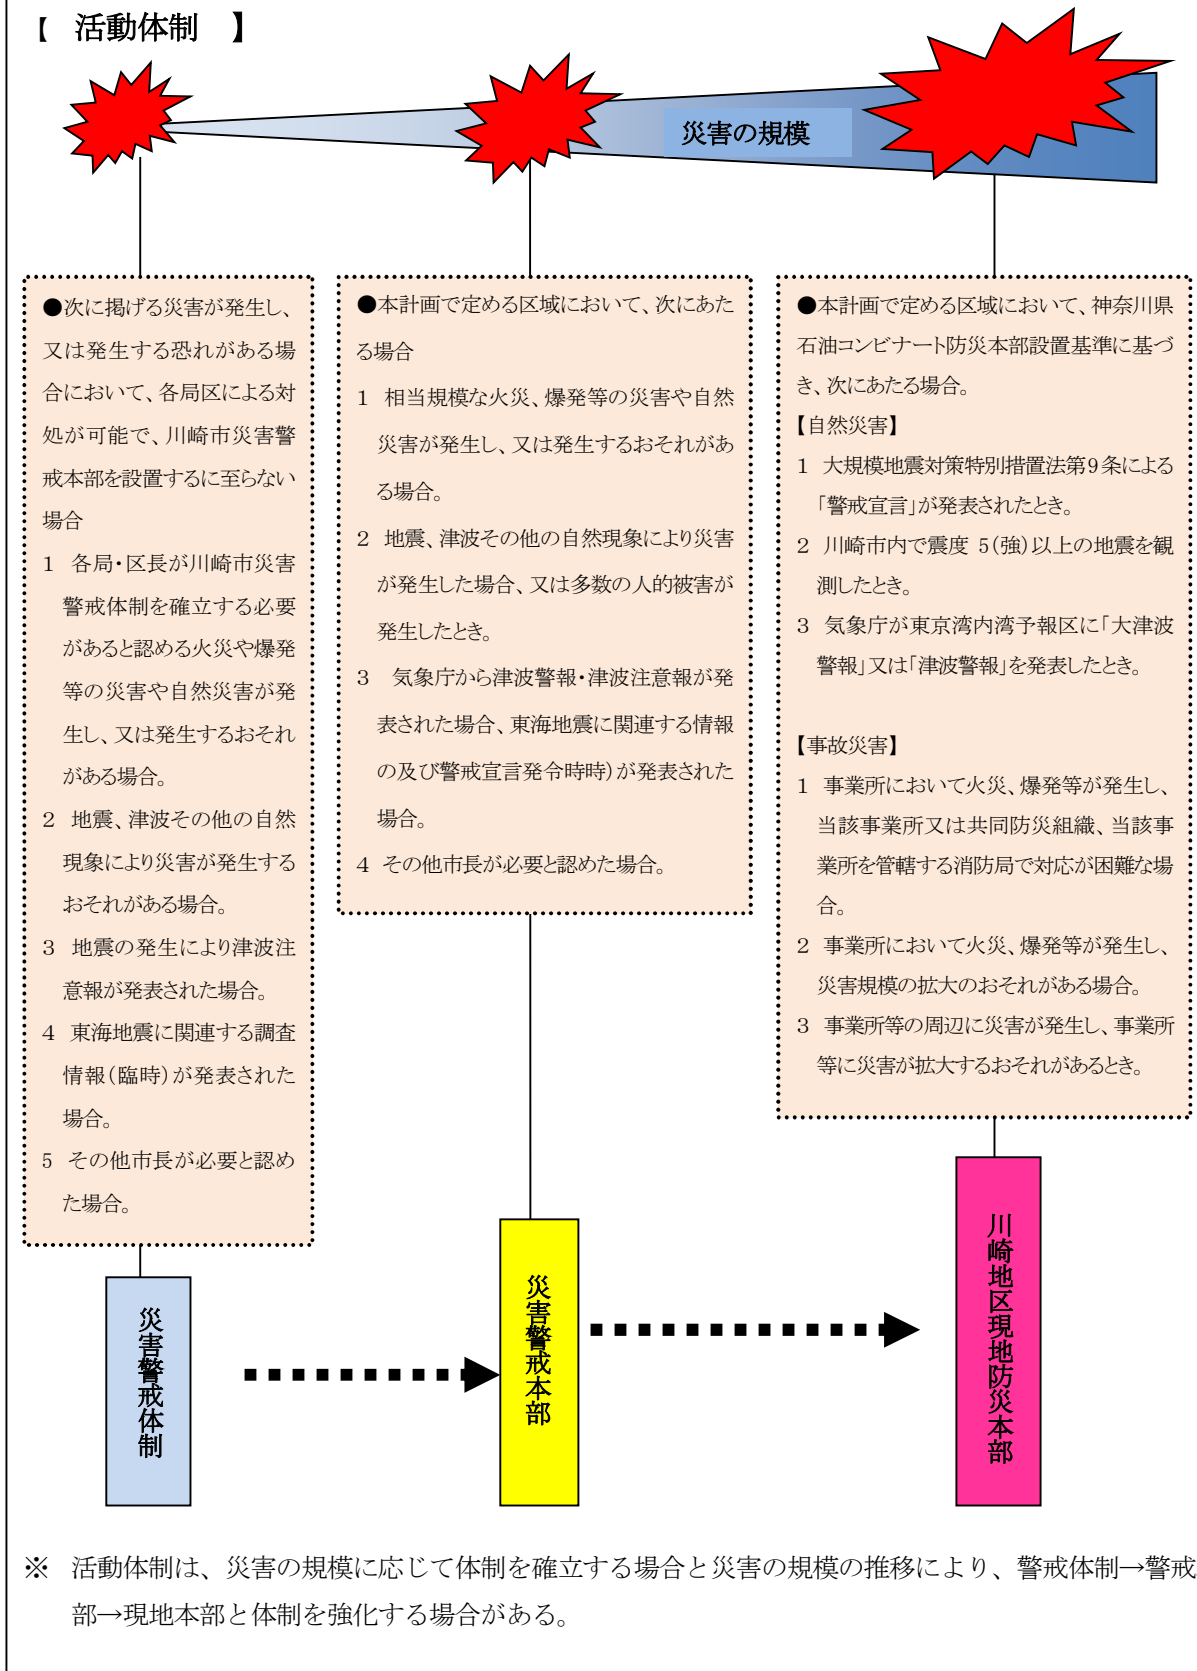 【 活動体制 】
災害の規模
●次に掲げる災害が発生し、
又は発生する恐れがある場
合において、各局区による対
処が可能で、川崎市災害警
戒本部を設置するに至らない
場合
1 各局・区長が川崎市災害
警戒体制を確立する必要
があると認める火災や爆発
等の災害や自然災害が発
生し、又は発生するおそれ
がある場合。
2 地震、津波その他の自然
現象により災害が発生する
おそれがある場合。
3 地震の発生により津波注
意報が発表された場合。
4 東海地震に関連する調査
情報(臨時)が発表された
場合。
5 その他市長が必要と認め
た場合。
●本計画で定める区域において、次にあた
る場合
1 相当規模な火災、爆発等の災害や自然
災害が発生し、又は発生するおそれがあ
る場合。
2 地震、津波その他の自然現象により災害
が発生した場合、又は多数の人的被害が
発生したとき。
3 気象庁から津波警報・津波注意報が発
表された場合、東海地震に関連する情報
の及び警戒宣言発令時時)が発表された
場合。
4 その他市長が必要と認めた場合。
●本計画で定める区域において、神奈川県
石油コンビナート防災本部設置基準に基づ
き、次にあたる場合。
【自然災害】
1 大規模地震対策特別措置法第9条による
「警戒宣言」が発表されたとき。
2 川崎市内で震度 5(強)以上の地震を観
測したとき。
3 気象庁が東京湾内湾予報区に「大津波
警報」又は「津波警報」を発表したとき。
【事故災害】
1 事業所において火災、爆発等が発生し、
当該事業所又は共同防災組織、当該事
業所を管轄する消防局で対応が困難な場
合。
2 事業所において火災、爆発等が発生し、
災害規模の拡大のおそれがある場合。
3 事業所等の周辺に災害が発生し、事業所
等に災害が拡大するおそれがあるとき。
災害警戒体制
災害警戒本部
川崎地区現地防災本部
※ 活動体制は、災害の規模に応じて体制を確立する場合と災害の規模の推移により、警戒体制→警戒
部→現地本部と体制を強化する場合がある。